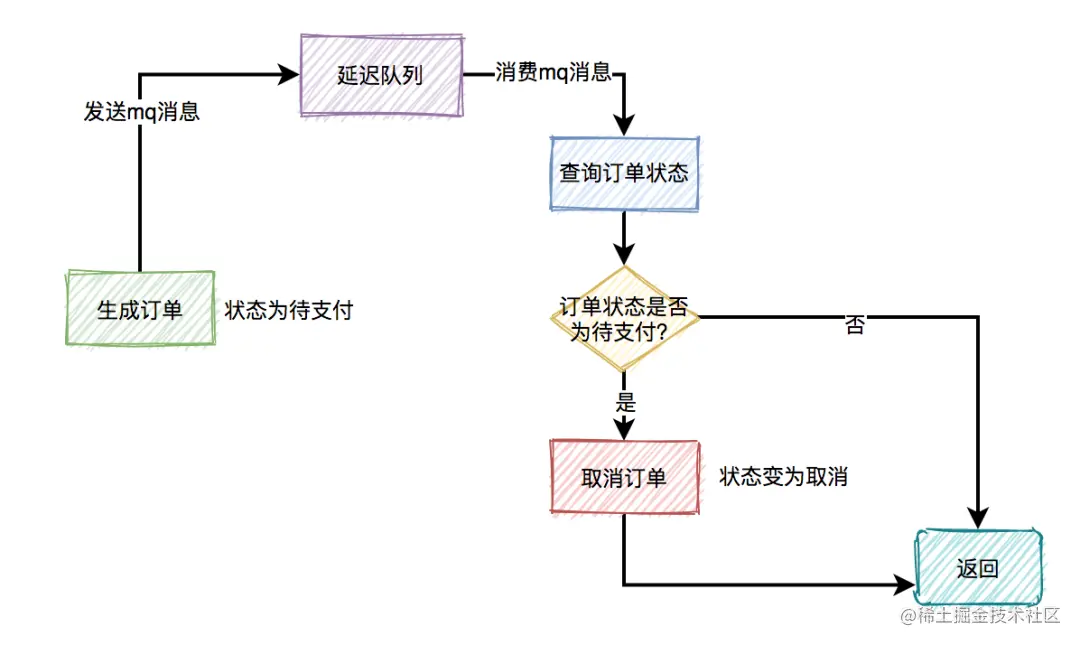 延迟队列
消费mq消息
发送mq消息
查询订单状态
生成订单
状态为待支付
订单状态是否
为待支付?
否
是
取消订单
状态变为取消
返回
@稀土掘金技术社区